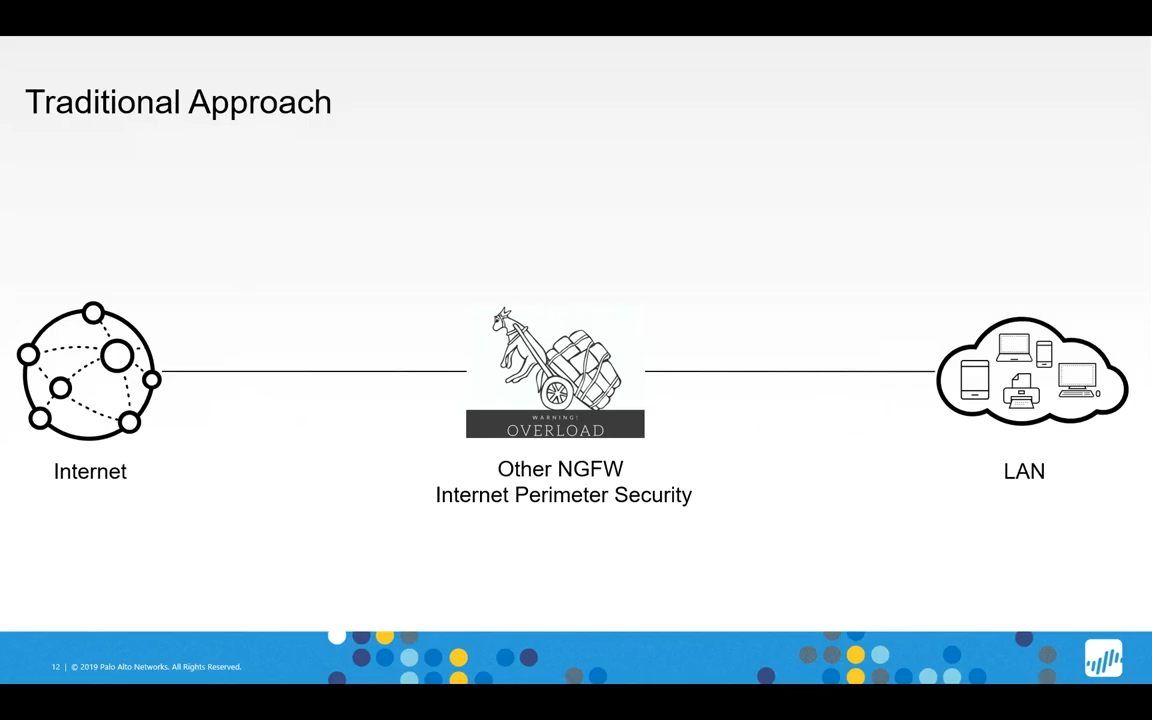 Traditional Approach
WARNING!
OVERLOAD
Other NGFW
Internet Perimeter Security
Internet
LAN
12 | © 2019 Palo Alto Networks. All Rights Reserved.